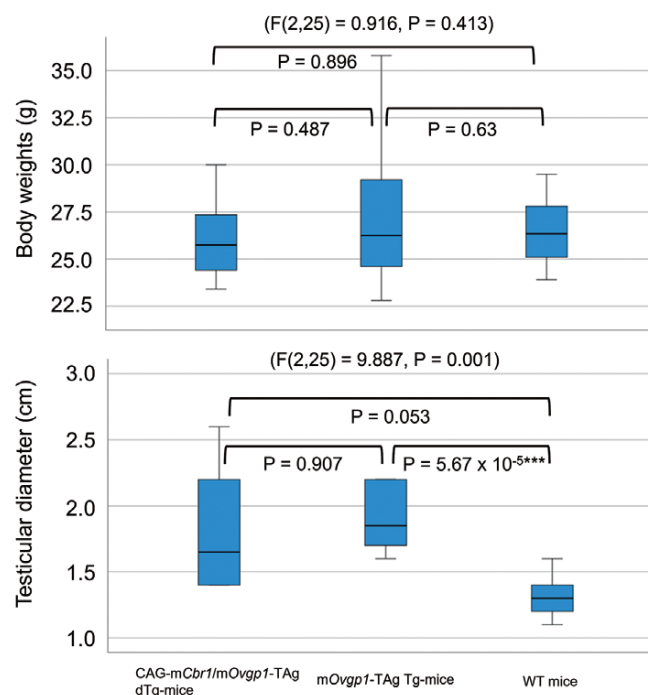 (F(2,25) = 0.916, P = 0.413)
P = 0.896
P = 0.487
P = 0.63
Body weights (g)
35.0
32.5
30.0
27.5
25.0
22.5
(F(2,25) = 9.887, P = 0.001)
P = 0.053
P = 0.907
P = 5.67 x 10-5***
Testicular diameter (cm)
3.0
2.5
2.0
1.5
1.0
CAG-mCbr1/mOvgp1-TAg
dTg-mice
mOvgp1-TAg Tg-mice
WT mice